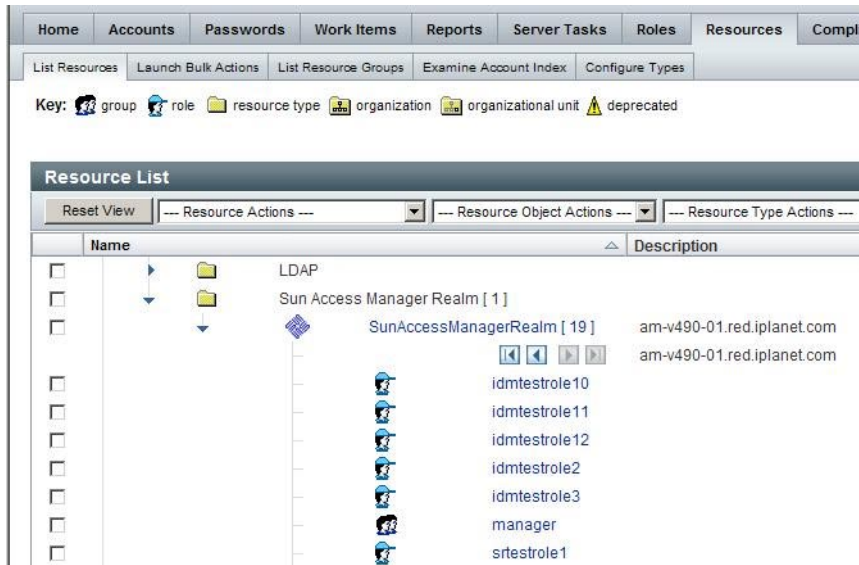 Home Accounts Passwords Work Items Reports Server Tasks Roles Resources Compl
List Resources Launch Bulk Actions List Resource Groups Examine Account Index Configure Types
Key: group role resource type organization organizational unit deprecated
Resource List
Reset View --- Resource Actions --- --- Resource Object Actions --- --- Resource Type Actions ---
Name Description
LDAP
Sun Access Manager Realm [ 1 ]
SunAccessManagerRealm [ 19 ] am-v490-01.red.iplanet.com
am-v490-01.red.iplanet.com
idmtestrole10
idmtestrole11
idmtestrole12
idmtestrole2
idmtestrole3
manager
srtestrole1